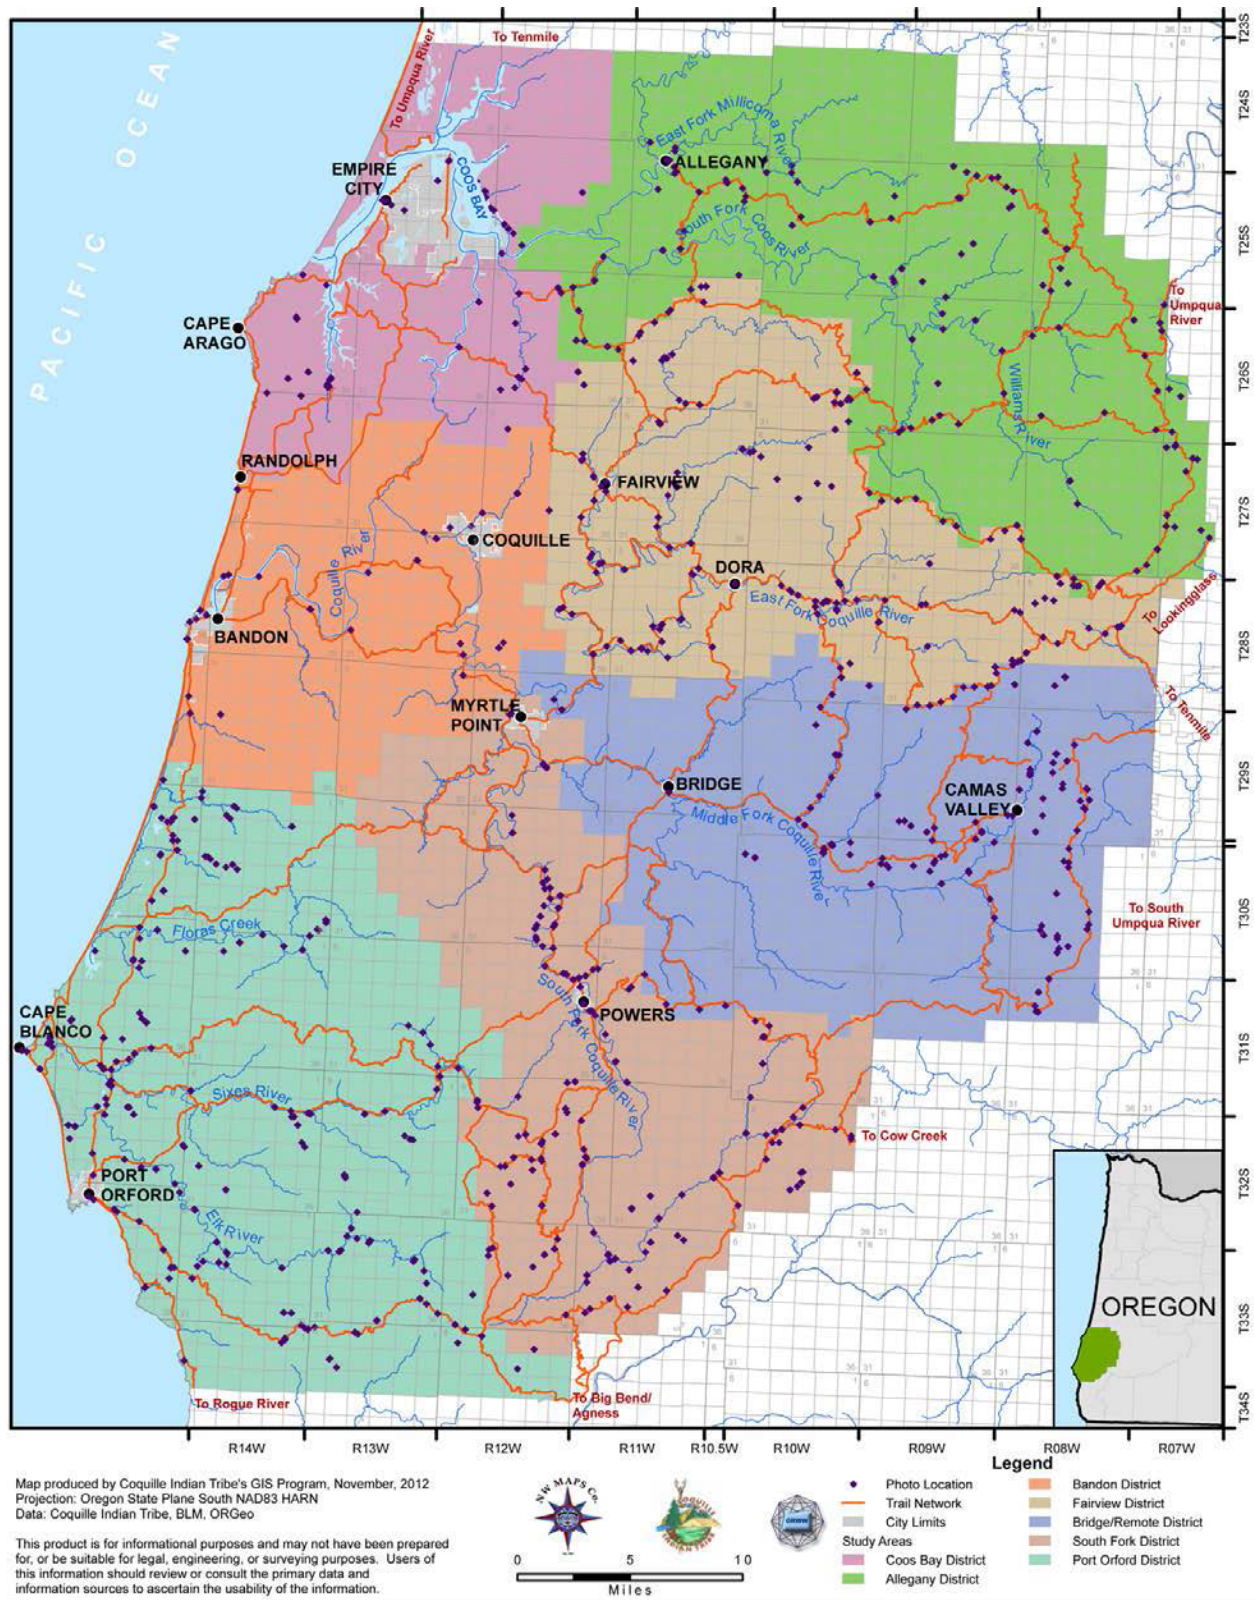 To Tenmile
To Umpqua River
PACIFIC OCEAN
East Fork Millicoma River
ALLEGANY
EMPIRE
CITY
COOS BAY
South Fork Coos River
To
Umpqua
River
CAPE
ARAGO
Williams River
RANDOLPH
FAIRVIEW
COQUILLE
Coquille River
DORA
East Fork Coquille River
To
Lookingglass
BANDON
MYRTLE
POINT
To Tenmile
BRIDGE
CAMAS
VALLEY
Middle Fork Coquille River
Floras Creek
To South
Umpqua River
South Fork Coquille River
CAPE
BLANCO
POWERS
Sixes River
To Cow Creek
PORT
ORFORD
Elk River
OREGON
To Rogue River
To Big Bend/
Agness
T23S
T24S
T25S
T26S
T27S
T28S
T29S
T30S
T31S
T32S
T33S
T34S
R14W R13W R12W R11W R10.5W R10W R09W R08W R07W
Map produced by Coquille Indian Tribe's GIS Program, November, 2012
Projection: Oregon State Plane South NAD83 HARN
Data: Coquille Indian Tribe, BLM, ORGeo
This product is for informational purposes and may not have been prepared
for, or be suitable for legal, engineering, or surveying purposes. Users of
this information should review or consult the primary data and
information sources to ascertain the usability of the information.
NW MAPS Co.
COQUILLE
INDIAN TRIBE
ORWW
0 5 10
Miles
Legend
Photo Location
Trail Network
City Limits
Study Areas
Coos Bay District
Allegany District
Bandon District
Fairview District
Bridge/Remote District
South Fork District
Port Orford District